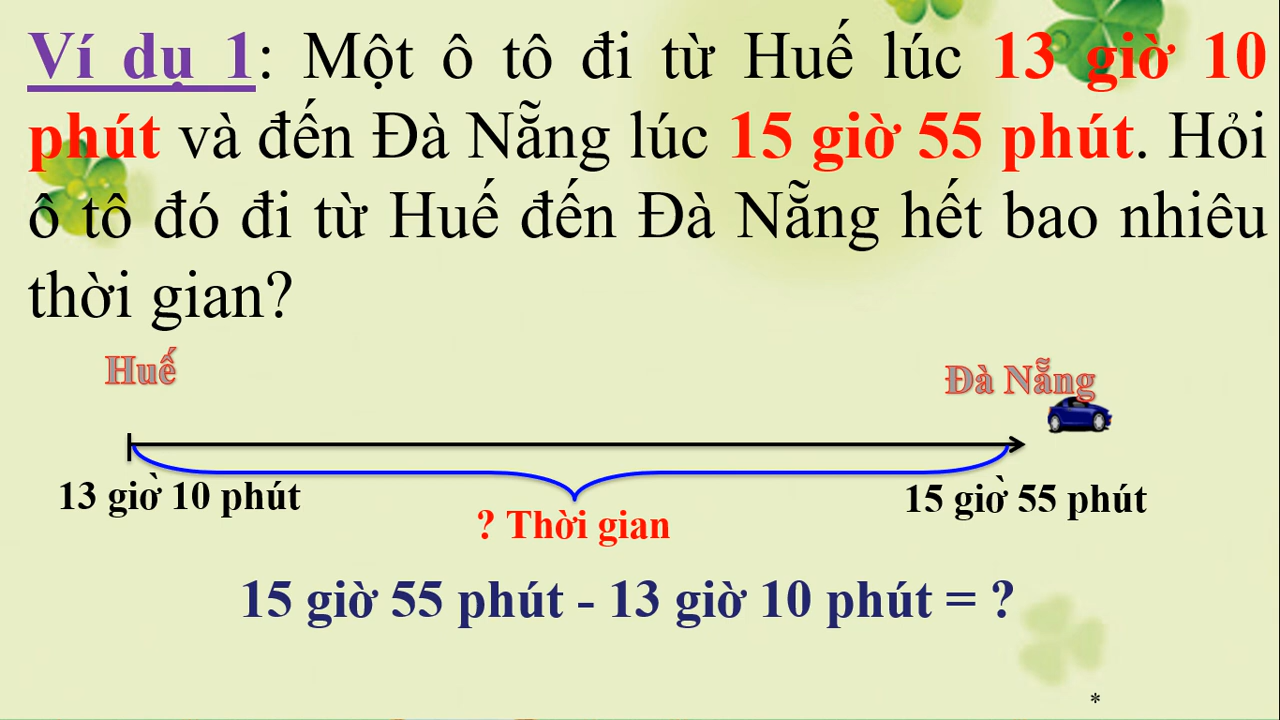 Ví dụ 1: Một ô tô đi từ Huế lúc 13 giờ 10
phút và đến Đà Nẵng lúc 15 giờ 55 phút. Hỏi
ô tô đó đi từ Huế đến Đà Nẵng hết bao nhiêu
thời gian?
Huế
Đà Nẵng
13 giờ 10 phút
15 giờ 55 phút
? Thời gian
15 giờ 55 phút - 13 giờ 10 phút = ?
*